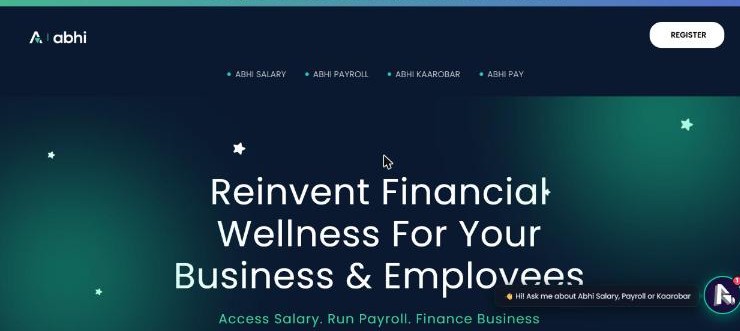 abhi
REGISTER
ABHI SALARY
ABHI PAYROLL
ABHI KAAROBAR
ABHI PAY
Reinvent Financial
Wellness For Your
Business & Employees
👋 Hi! Ask me about Abhi Salary, Payroll or Kaarobar
1
Access Salary. Run Payroll. Finance Business